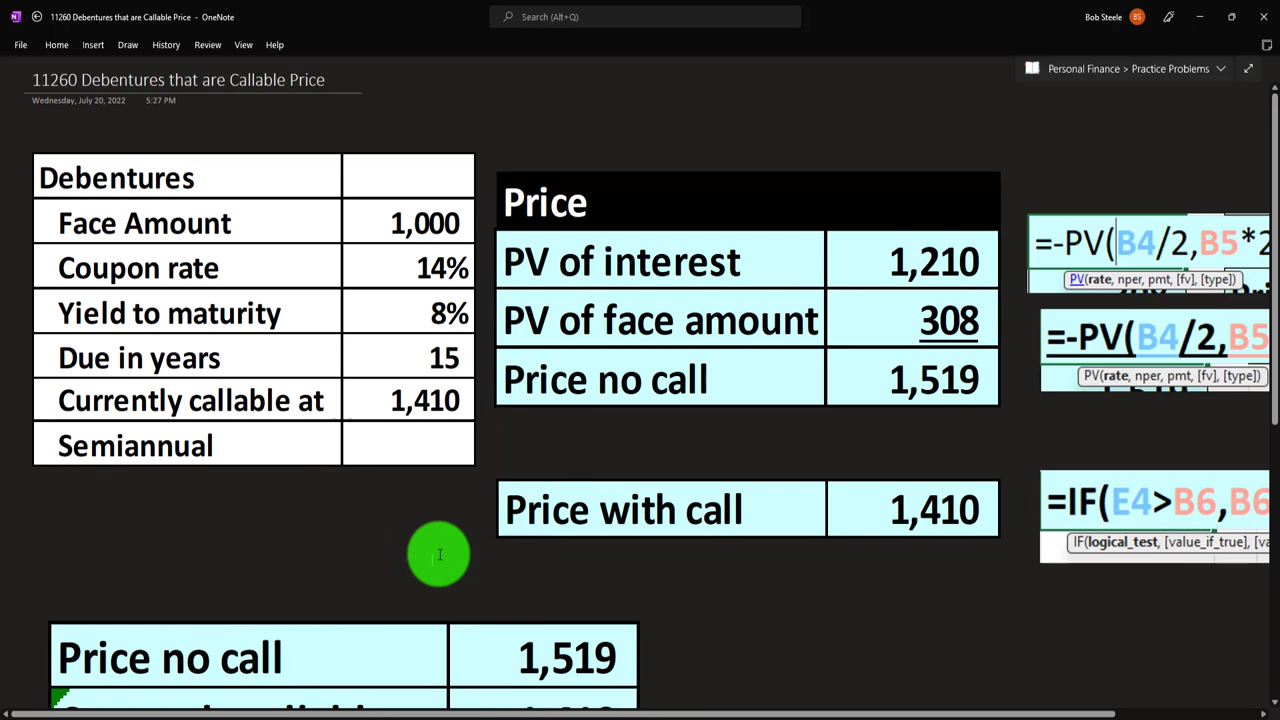 11260 Debentures that are Callable Price - OneNote
Search (Alt+Q)
Bob Steele
BS
File Home Insert Draw History Review View Help
11260 Debentures that are Callable Price
Wednesday, July 20, 2022 5:27 PM
Personal Finance > Practice Problems
Debentures
Face Amount 1,000
Coupon rate 14%
Yield to maturity 8%
Due in years 15
Currently callable at 1,410
Semiannual
Price
PV of interest 1,210
PV of face amount 308
Price no call 1,519
Price with call 1,410
=-PV(B4/2,B5*2
PV(rate, nper, pmt, [fv], [type])
=-PV(B4/2,B5
PV(rate, nper, pmt, [fv], [type])
=IF(E4>B6,B6
IF(logical_test, [value_if_true], [va
Price no call 1,519